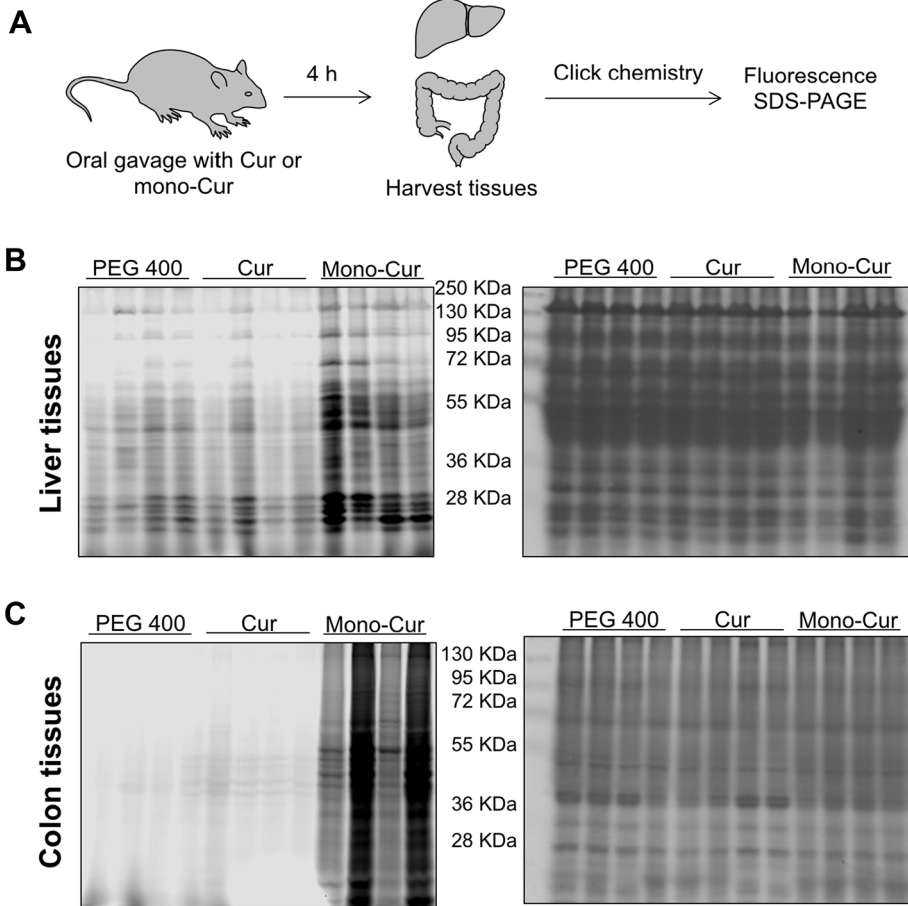 A
4 h
Click chemistry
Fluorescence
SDS-PAGE
Oral gavage with Cur or
mono-Cur
Harvest tissues
B
PEG 400 Cur Mono-Cur
PEG 400 Cur Mono-Cur
Liver tissues
250 KDa
130 KDa
95 KDa
72 KDa
55 KDa
36 KDa
28 KDa
C
PEG 400 Cur Mono-Cur
PEG 400 Cur Mono-Cur
Colon tissues
130 KDa
95 KDa
72 KDa
55 KDa
36 KDa
28 KDa